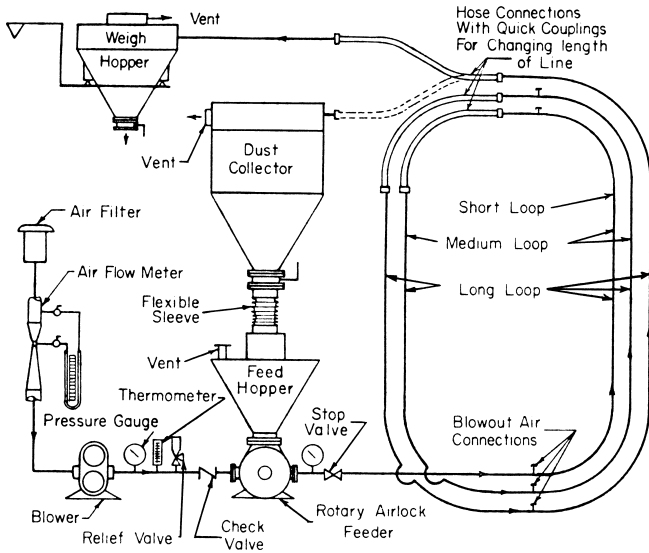 Vent
Weigh
Hopper
Hose Connections
With Quick Couplings
For Changing length
of Line
Vent
Dust
Collector
Air Filter
Short Loop
Medium Loop
Air Flow Meter
Long Loop
Flexible
Sleeve
Vent
Feed
Hopper
Thermometer
Stop
Valve
Pressure Gauge
Blowout Air
Connections
Blower
Relief Valve
Check
Valve
Rotary Airlock
Feeder